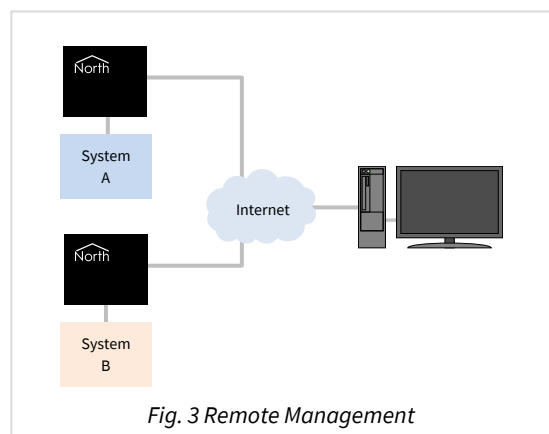 North
System
A
Internet
North
System
B
Fig. 3 Remote Management